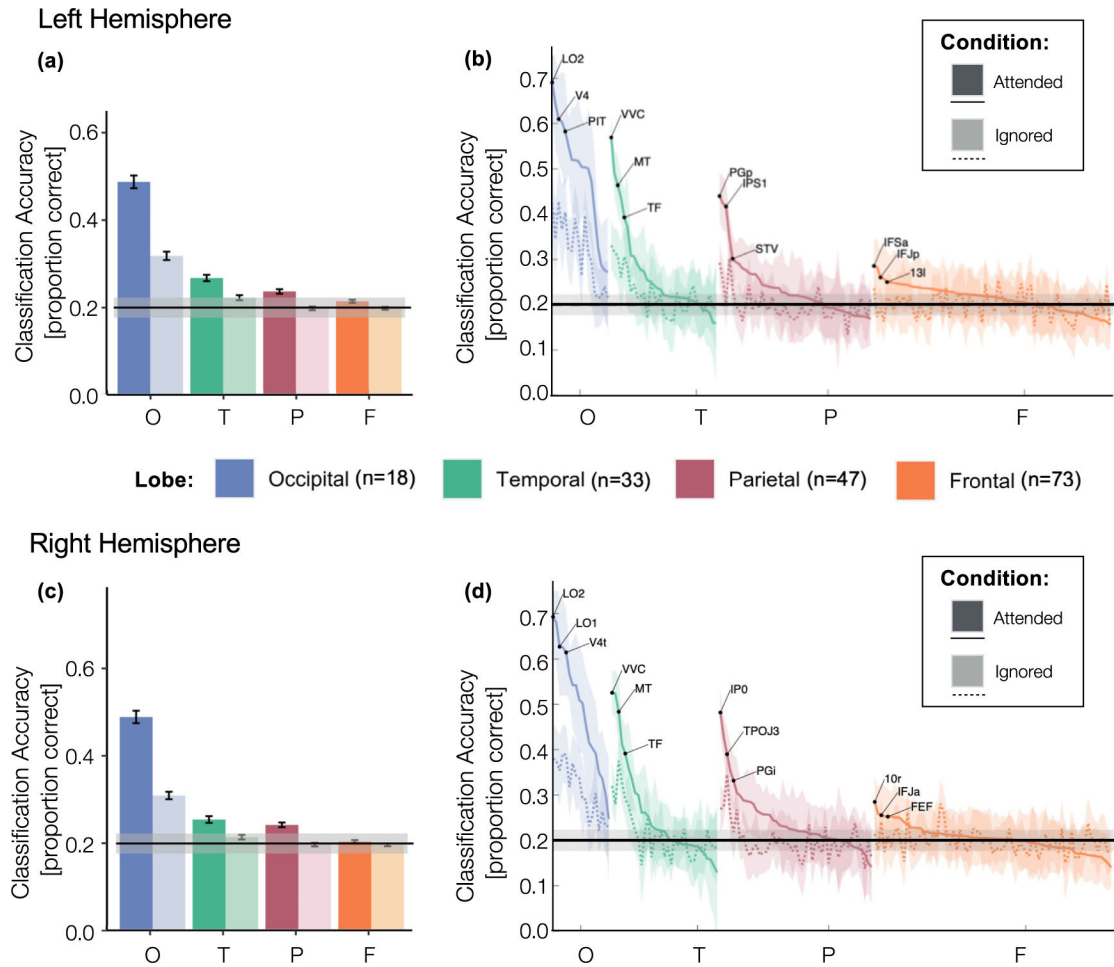 Left Hemisphere
(a)
Classification Accuracy
[proportion correct]
0.6
0.4
0.2
0.0
O T P F
(b)
Classification Accuracy
[proportion correct]
0.7
0.6
0.5
0.4
0.3
0.2
0.1
0.0
LO2
V4
PIT
VVC
MT
TF
PGp
IPS1
STV
IFSa
IFJp
13l
O T P F
Condition:
Attended
Ignored
Lobe: Occipital (n=18) Temporal (n=33) Parietal (n=47) Frontal (n=73)
Right Hemisphere
(c)
Classification Accuracy
[proportion correct]
0.6
0.4
0.2
0.0
O T P F
(d)
Classification Accuracy
[proportion correct]
0.7
0.6
0.5
0.4
0.3
0.2
0.1
0.0
LO2
LO1
V4t
VVC
MT
TF
IP0
TPOJ3
PGi
10r
IFJa
FEF
O T P F
Condition:
Attended
Ignored